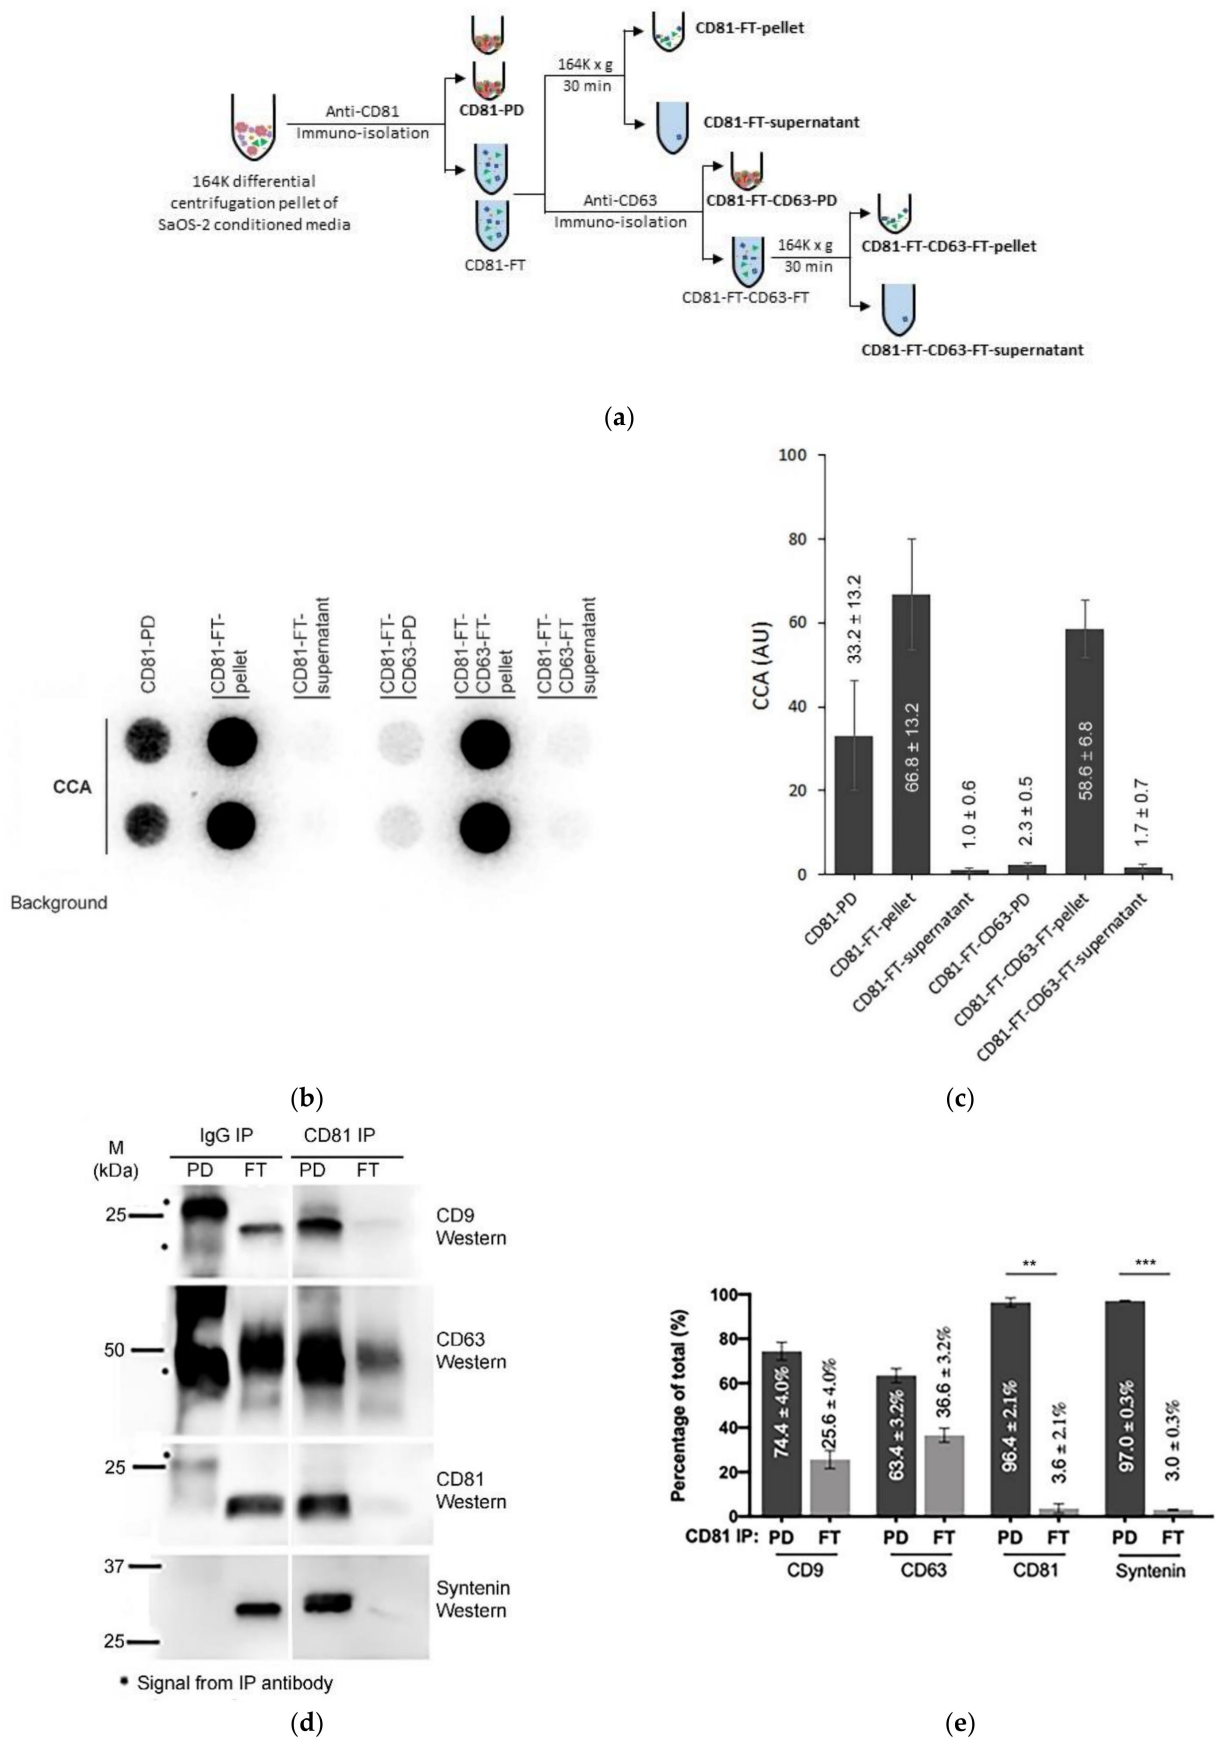 CD81-FT-pellet
164K x g
30 min
CD81-PD
Anti-CD81
Immuno-isolation
CD81-FT-supernatant
164K differential
centrifugation pellet of
SaOS-2 conditioned media
Anti-CD63
Immuno-isolation
CD81-FT-CD63-PD
CD81-FT
164K x g
30 min
CD81-FT-CD63-FT-pellet
CD81-FT-CD63-FT
CD81-FT-CD63-FT-supernatant
(a)
CD81-PD
CD81-FT-
pellet
CD81-FT-
supernatant
CD81-FT-
CD63-PD
CD81-FT-
CD63-FT-
pellet
CD81-FT-
CD63-FT
supernatant
CCA
Background
(b)
CCA (AU)
100
80
60
40
20
0
33.2 ± 13.2
66.8 ± 13.2
1.0 ± 0.6
2.3 ± 0.5
58.6 ± 6.8
1.7 ± 0.7
CD81-PD
CD81-FT-pellet
CD81-FT-supernatant
CD81-FT-CD63-PD
CD81-FT-CD63-FT-pellet
CD81-FT-CD63-FT-supernatant
(c)
M
(kDa)
IgG IP
CD81 IP
PD FT PD FT
25
CD9
Western
50
CD63
Western
25
CD81
Western
37
25
Syntenin
Western
• Signal from IP antibody
(d)
Percentage of total (%)
100
80
60
40
20
0
74.4 ± 4.0%
25.6 ± 4.0%
63.4 ± 3.2%
36.6 ± 3.2%
**
96.4 ± 2.1%
3.6 ± 2.1%
***
97.0 ± 0.3%
3.0 ± 0.3%
CD81 IP: PD FT PD FT PD FT PD FT
CD9 CD63 CD81 Syntenin
(e)